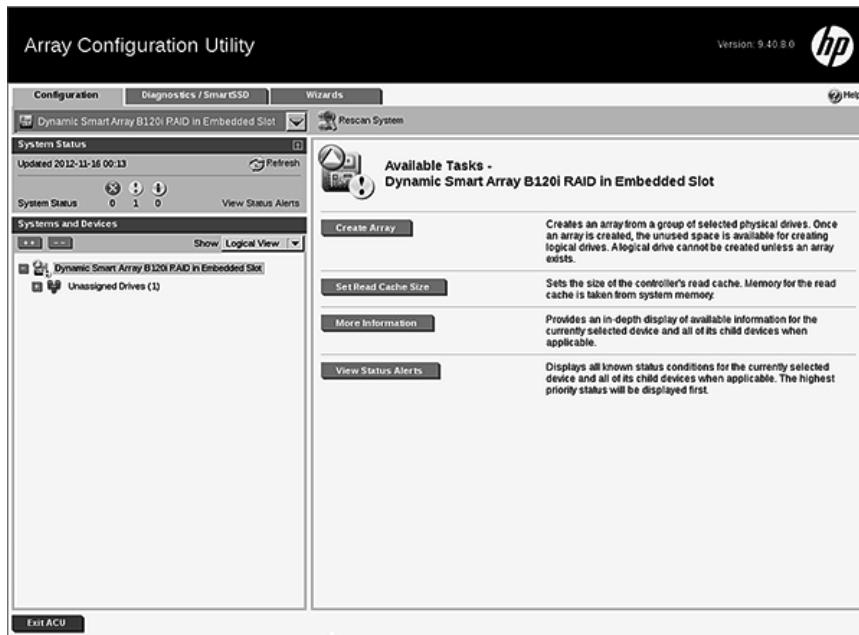 Array Configuration Utility
Version: 9.40.8.0
hp
Configuration
Diagnostics / SmartSSD
Wizards
Help
Dynamic Smart Array B120i RAID in Embedded Slot
Rescan System
System Status
Updated 2012-11-16 00:13
Refresh
System Status 0 1 0
View Status Alerts
Systems and Devices
Show Logical View
Dynamic Smart Array B120i RAID in Embedded Slot
Unassigned Drives (1)
Available Tasks -
Dynamic Smart Array B120i RAID in Embedded Slot
Create Array
Creates an array from a group of selected physical drives. Once
an array is created, the unused space is available for creating
logical drives. A logical drive cannot be created unless an array
exists.
Set Read Cache Size
Sets the size of the controller's read cache. Memory for the read
cache is taken from system memory.
More Information
Provides an in-depth display of available information for the
currently selected device and all of its child devices when
applicable.
View Status Alerts
Displays all known status conditions for the currently selected
device and all of its child devices when applicable. The highest
priority status will be displayed first.
Exit ACU